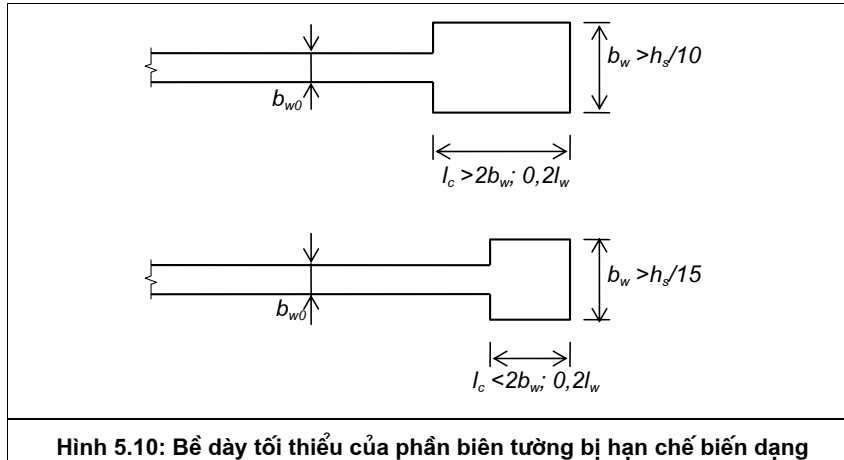 b_w >h_s/10
b_w0
l_c >2b_w; 0,2l_w
b_w >h_s/15
b_w0
l_c <2b_w; 0,2l_w
Hình 5.10: Bề dày tối thiểu của phần biên tường bị hạn chế biến dạng